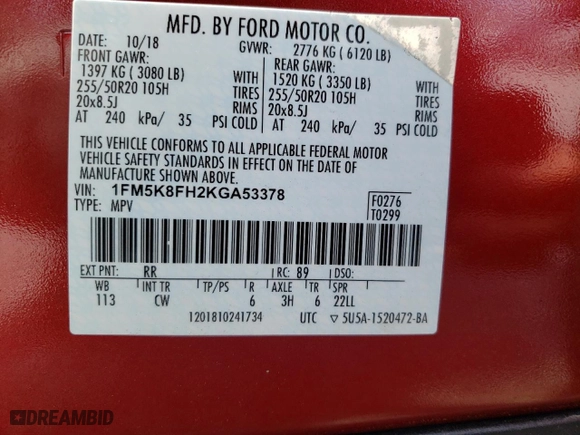 MFD. BY FORD MOTOR CO.
DATE: 10/18 GVWR: 2776 KG ( 6120 LB)
FRONT GAWR: REAR GAWR:
1397 KG ( 3080 LB) WITH 1520 KG ( 3350 LB) WITH
255/50R20 105H TIRES 255/50R20 105H TIRES
20x8.5J RIMS 20x8.5J RIMS
AT 240 kPa/ 35 PSI COLD AT 240 kPa/ 35 PSI COLD
THIS VEHICLE CONFORMS TO ALL APPLICABLE FEDERAL MOTOR
VEHICLE SAFETY STANDARDS IN EFFECT ON THE DATE OF
MANUFACTURE SHOWN ABOVE.
VIN: 1FM5K8FH2KGA53378
TYPE: MPV
F0276
T0299
EXT PNT: RR RC: 89 DSO:
WB INT TR TP/PS R AXLE TR SPR
113 CW 6 3H 6 22LL
1201810241734 UTC ▽ 5U5A-1520472-BA
DREAMBID